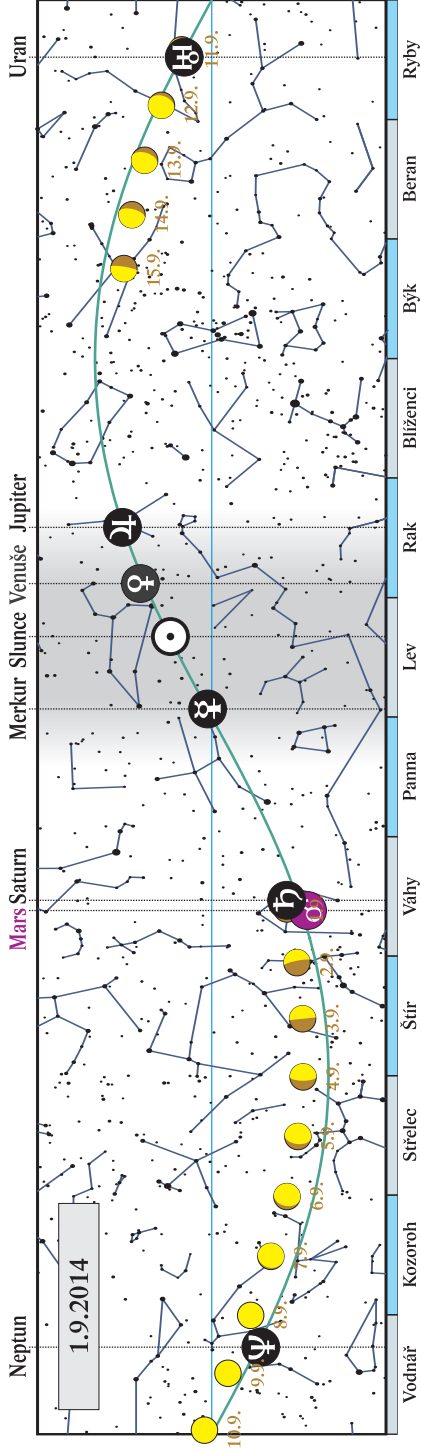 Neptun Mars Saturn Merkur Slunce Venuše Jupiter Uran
1.9.2014
10.9. 9.9. 8.9. 7.9. 6.9. 5.9. 4.9. 3.9. 2.9. 15.9. 14.9. 13.9. 12.9. 11.9.
Vodnář Kozoroh Střelec Štír Váhy Panna Lev Rak Blíženci Býk Beran Ryby